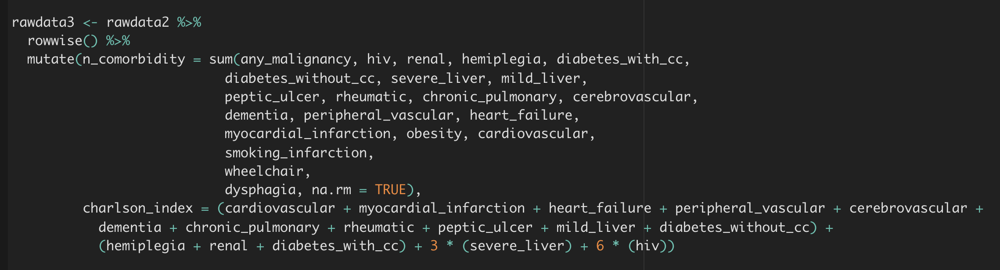 rawdata3 <- rawdata2 %>%
  rowwise() %>%
  mutate(n_comorbidity = sum(any_malignancy, hiv, renal, hemiplegia, diabetes_with_cc,
                           diabetes_without_cc, severe_liver, mild_liver,
                           peptic_ulcer, rheumatic, chronic_pulmonary, cerebrovascular,
                           dementia, peripheral_vascular, heart_failure,
                           myocardial_infarction, obesity, cardiovascular,
                           smoking_infarction,
                           wheelchair,
                           dysphagia, na.rm = TRUE),
         charlson_index = (cardiovascular + myocardial_infarction + heart_failure + peripheral_vascular + cerebrovascular +
           dementia + chronic_pulmonary + rheumatic + peptic_ulcer + mild_liver + diabetes_without_cc) +
           (hemiplegia + renal + diabetes_with_cc) + 3 * (severe_liver) + 6 * (hiv))